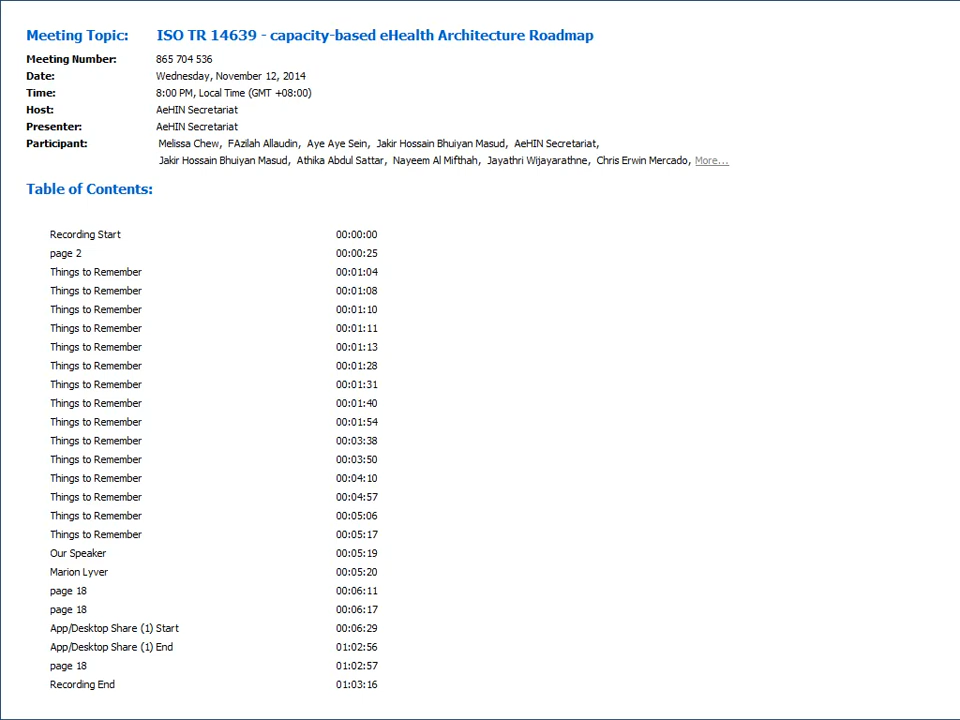 Meeting Topic: ISO TR 14639 - capacity-based eHealth Architecture Roadmap
Meeting Number: 865 704 536
Date: Wednesday, November 12, 2014
Time: 8:00 PM, Local Time (GMT +08:00)
Host: AeHIN Secretariat
Presenter: AeHIN Secretariat
Participant: Melissa Chew, FAzilah Allaudin, Aye Aye Sein, Jakir Hossain Bhuiyan Masud, AeHIN Secretariat,
Jakir Hossain Bhuiyan Masud, Athika Abdul Sattar, Nayeem Al Mifthah, Jayathri Wijayarathne, Chris Erwin Mercado, More...
Table of Contents:
Recording Start 00:00:00
page 2 00:00:25
Things to Remember 00:01:04
Things to Remember 00:01:08
Things to Remember 00:01:10
Things to Remember 00:01:11
Things to Remember 00:01:13
Things to Remember 00:01:28
Things to Remember 00:01:31
Things to Remember 00:01:40
Things to Remember 00:01:54
Things to Remember 00:03:38
Things to Remember 00:03:50
Things to Remember 00:04:10
Things to Remember 00:04:57
Things to Remember 00:05:06
Things to Remember 00:05:17
Our Speaker 00:05:19
Marion Lyver 00:05:20
page 18 00:06:11
page 18 00:06:17
App/Desktop Share (1) Start 00:06:29
App/Desktop Share (1) End 01:02:56
page 18 01:02:57
Recording End 01:03:16